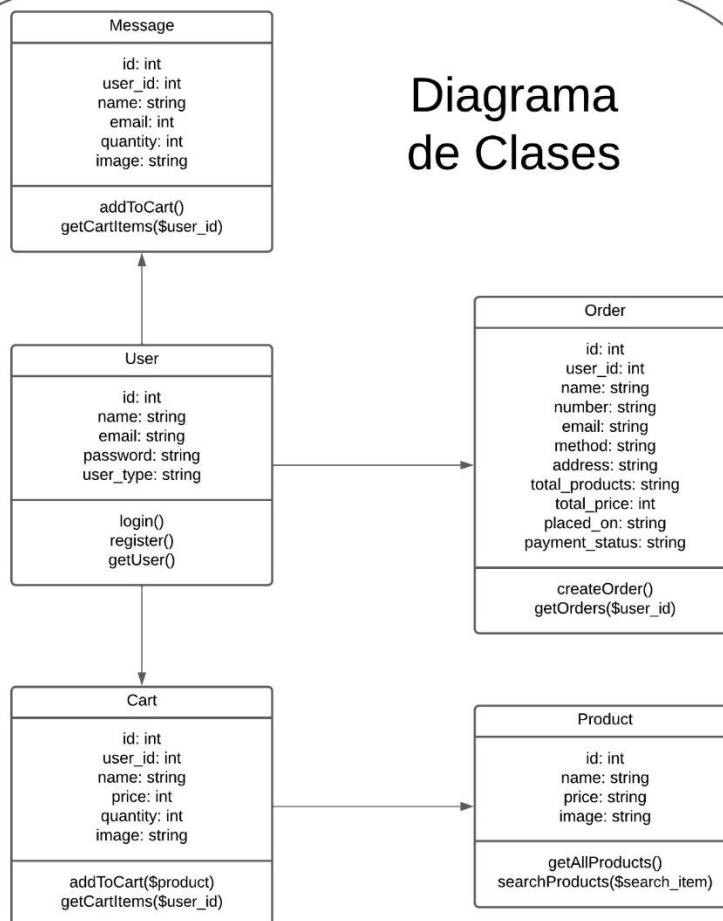 Message
id: int
user_id: int
name: string
email: int
quantity: int
image: string
addToCart()
getCartItems($user_id)
Diagrama
de Clases
User
id: int
name: string
email: string
password: string
user_type: string
login()
register()
getUser()
Order
id: int
user_id: int
name: string
number: string
email: string
method: string
address: string
total_products: string
total_price: int
placed_on: string
payment_status: string
createOrder()
getOrders($user_id)
Cart
id: int
user_id: int
name: string
price: int
quantity: int
image: string
addToCart($product)
getCartItems($user_id)
Product
id: int
name: string
price: string
image: string
getAllProducts()
searchProducts($search_item)